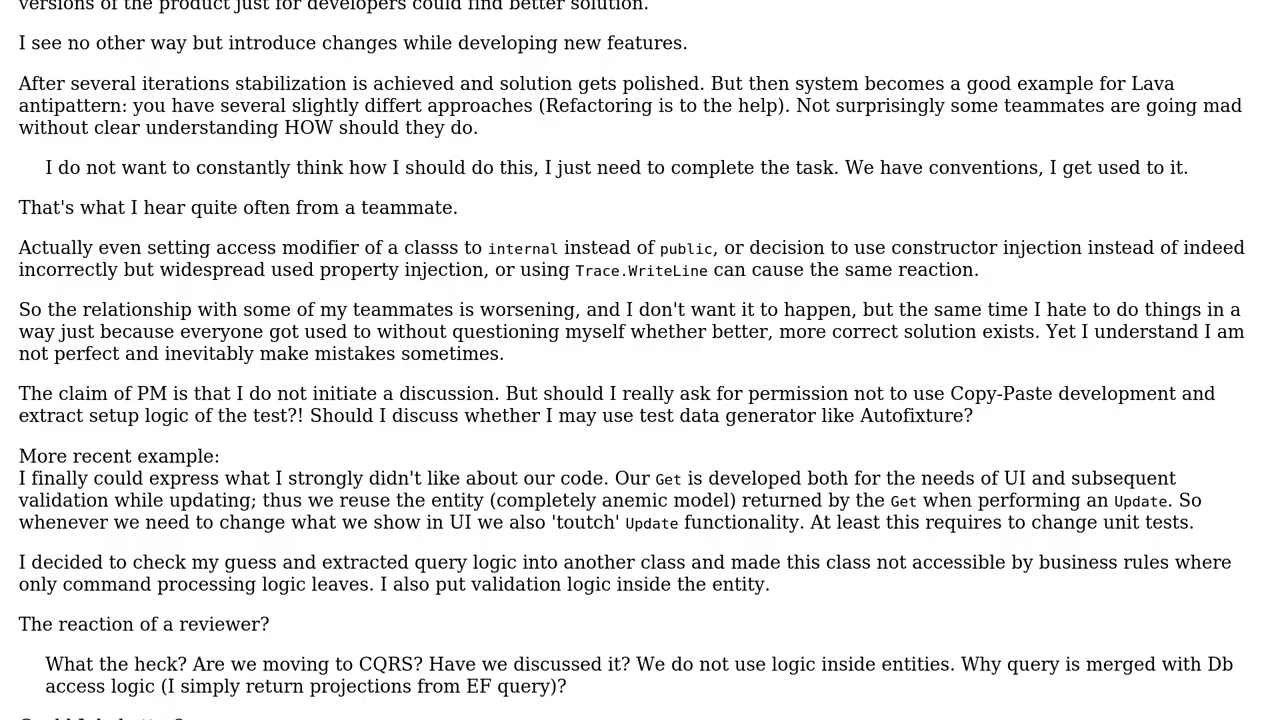 versions of the product just for developers could find better solution.
I see no other way but introduce changes while developing new features.
After several iterations stabilization is achieved and solution gets polished. But then system becomes a good example for Lava
antipattern: you have several slightly differt approaches (Refactoring is to the help). Not surprisingly some teammates are going mad
without clear understanding HOW should they do.
I do not want to constantly think how I should do this, I just need to complete the task. We have conventions, I get used to it.
That's what I hear quite often from a teammate.
Actually even setting access modifier of a classs to internal instead of public, or decision to use constructor injection instead of indeed
incorrectly but widespread used property injection, or using Trace.WriteLine can cause the same reaction.
So the relationship with some of my teammates is worsening, and I don't want it to happen, but the same time I hate to do things in a
way just because everyone got used to without questioning myself whether better, more correct solution exists. Yet I understand I am
not perfect and inevitably make mistakes sometimes.
The claim of PM is that I do not initiate a discussion. But should I really ask for permission not to use Copy-Paste development and
extract setup logic of the test?! Should I discuss whether I may use test data generator like Autofixture?
More recent example:
I finally could express what I strongly didn't like about our code. Our Get is developed both for the needs of UI and subsequent
validation while updating; thus we reuse the entity (completely anemic model) returned by the Get when performing an Update. So
whenever we need to change what we show in UI we also 'toutch' Update functionality. At least this requires to change unit tests.
I decided to check my guess and extracted query logic into another class and made this class not accessible by business rules where
only command processing logic leaves. I also put validation logic inside the entity.
The reaction of a reviewer?
What the heck? Are we moving to CQRS? Have we discussed it? We do not use logic inside entities. Why query is merged with Db
access logic (I simply return projections from EF query)?